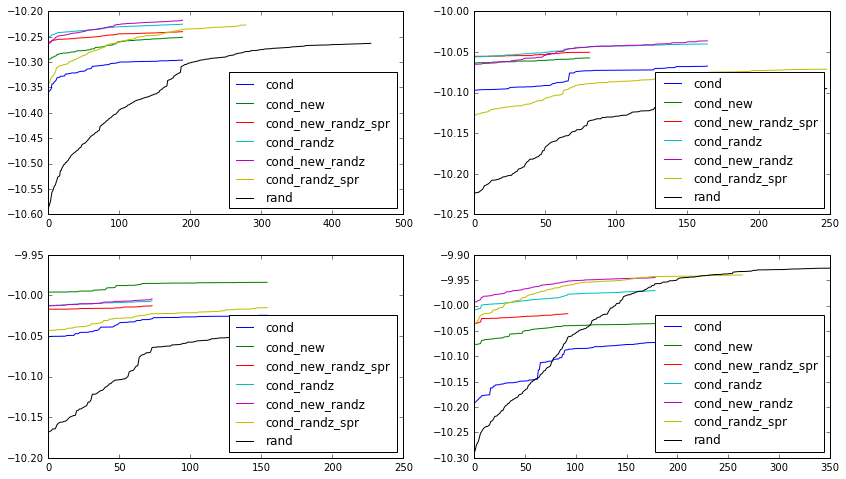 −10.20
−10.25
−10.30
−10.35
−10.40
−10.45
−10.50
−10.55
−10.60
0 100 200 300 400 500
cond
cond_new
cond_new_randz_spr
cond_randz
cond_new_randz
cond_randz_spr
rand
−10.00
−10.05
−10.10
−10.15
−10.20
−10.25
0 50 100 150 200 250
cond
cond_new
cond_new_randz_spr
cond_randz
cond_new_randz
cond_randz_spr
rand
−9.95
−10.00
−10.05
−10.10
−10.15
−10.20
0 50 100 150 200 250
cond
cond_new
cond_new_randz_spr
cond_randz
cond_new_randz
cond_randz_spr
rand
−9.90
−9.95
−10.00
−10.05
−10.10
−10.15
−10.20
−10.25
−10.30
0 50 100 150 200 250 300 350
cond
cond_new
cond_new_randz_spr
cond_randz
cond_new_randz
cond_randz_spr
rand